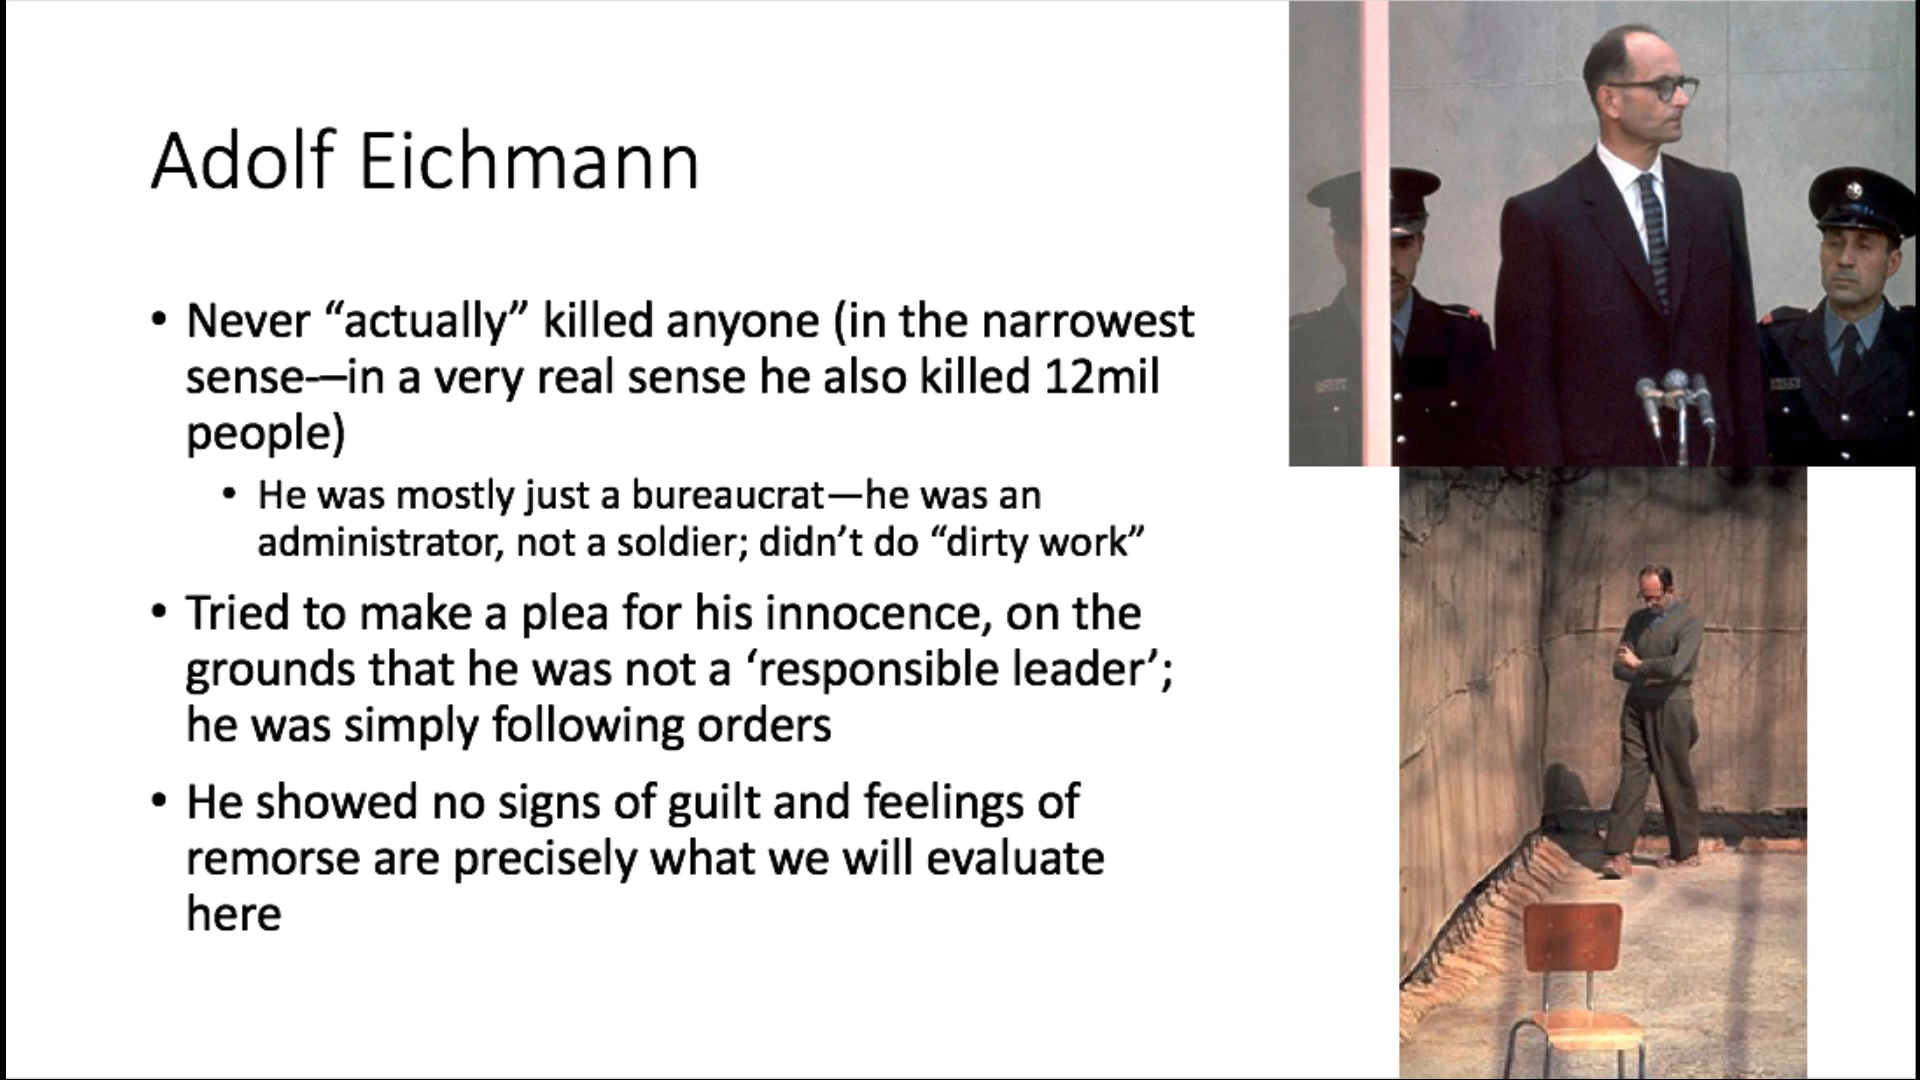 Adolf Eichmann
• Never “actually” killed anyone (in the narrowest
sense-–in a very real sense he also killed 12mil
people)
• He was mostly just a bureaucrat—he was an
administrator, not a soldier; didn’t do “dirty work”
• Tried to make a plea for his innocence, on the
grounds that he was not a ‘responsible leader’;
he was simply following orders
• He showed no signs of guilt and feelings of
remorse are precisely what we will evaluate
here